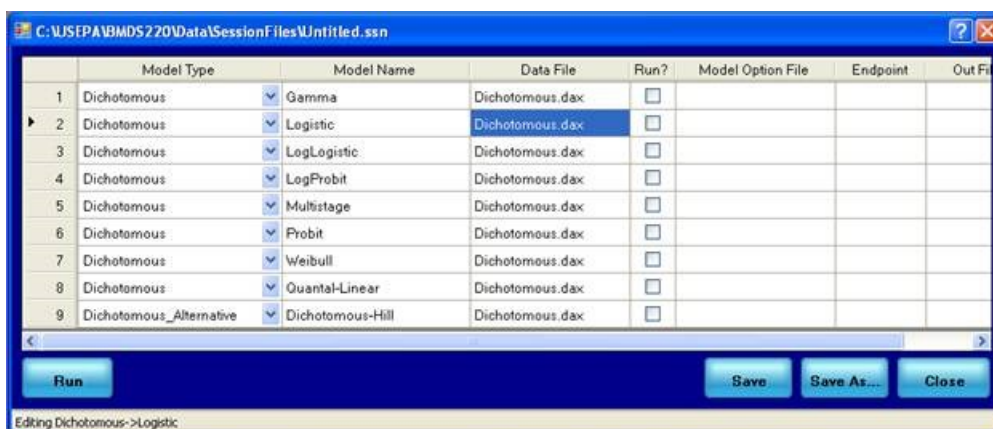 C:\USEPA\BMDS220\Data\SessionFiles\Untitled.ssn
Model Type Model Name Data File Run? Model Option File Endpoint Out Fil
1 Dichotomous Gamma Dichotomous.dax
2 Dichotomous Logistic Dichotomous.dax
3 Dichotomous LogLogistic Dichotomous.dax
4 Dichotomous LogProbit Dichotomous.dax
5 Dichotomous Multistage Dichotomous.dax
6 Dichotomous Probit Dichotomous.dax
7 Dichotomous Weibull Dichotomous.dax
8 Dichotomous Quantal-Linear Dichotomous.dax
9 Dichotomous_Alternative Dichotomous-Hill Dichotomous.dax
Run Save Save As... Close
Editing Dichotomous->Logistic